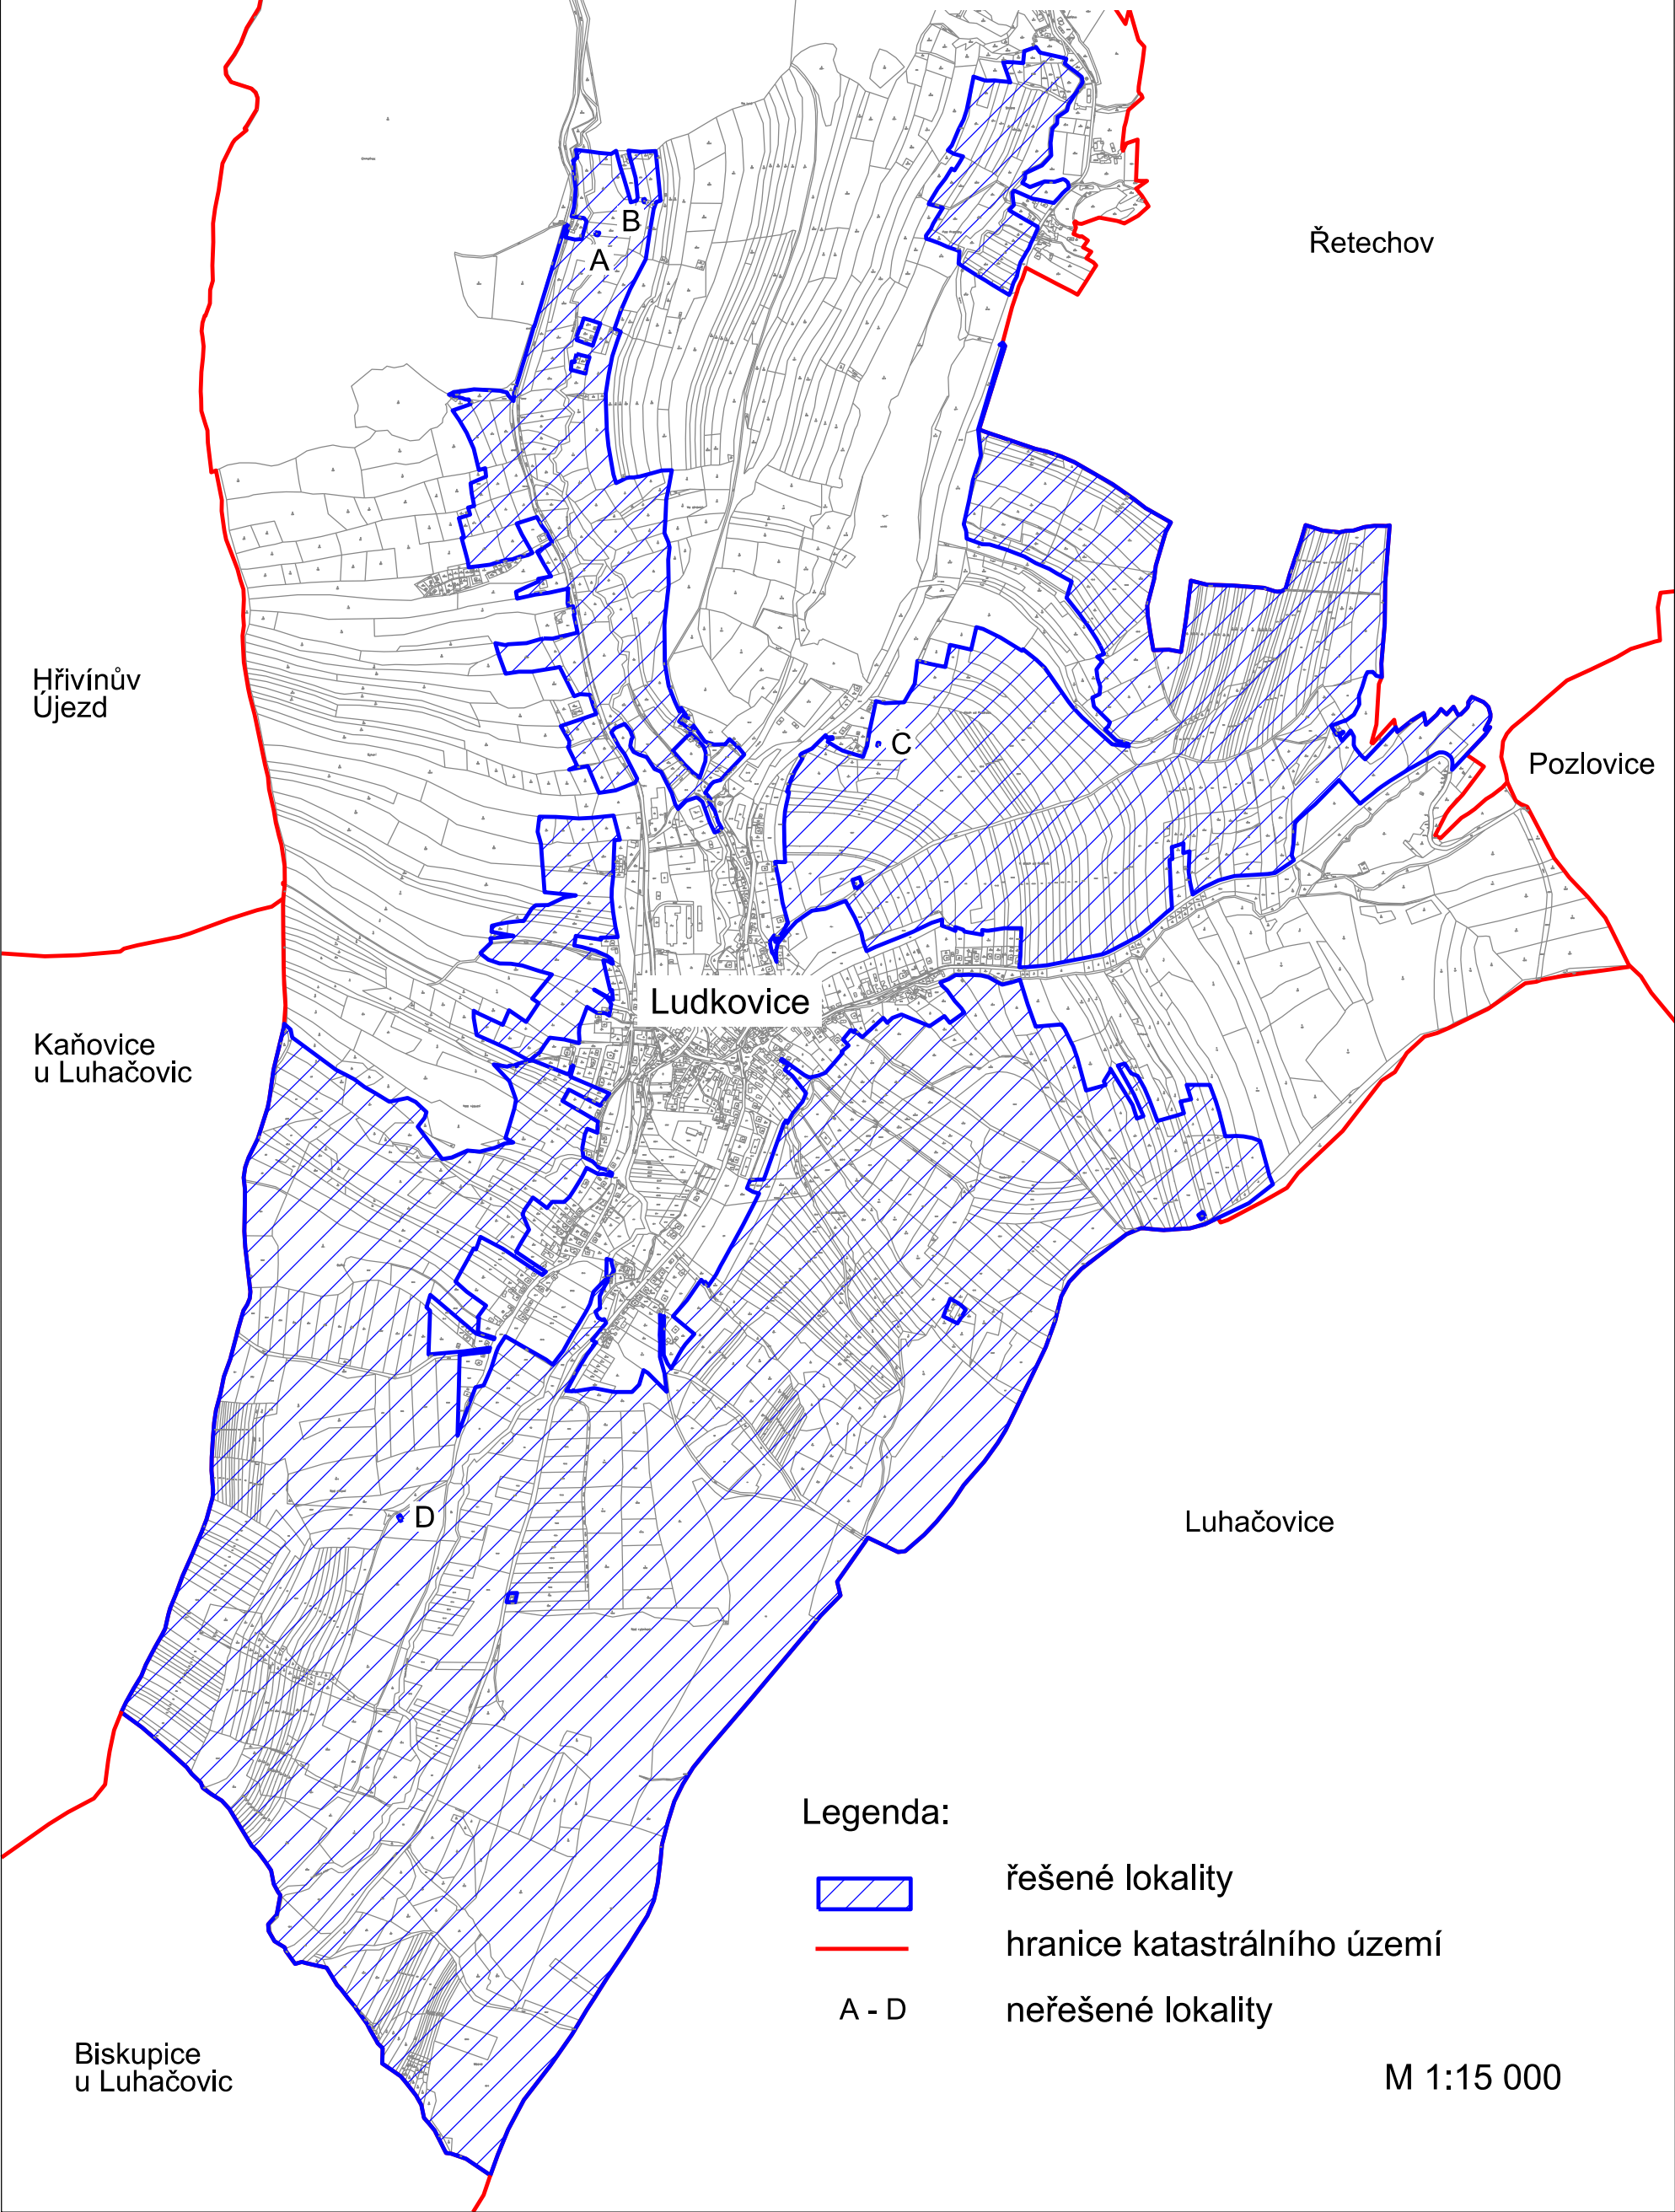 B
A
Řetechov
Hřivínův
Újezd
C
Pozlovice
Ludkovice
Kaňovice
u Luhačovic
D
Luhačovice
Legenda:
řešené lokality
hranice katastrálního území
A - D
neřešené lokality
Biskupice
u Luhačovic
M 1:15 000